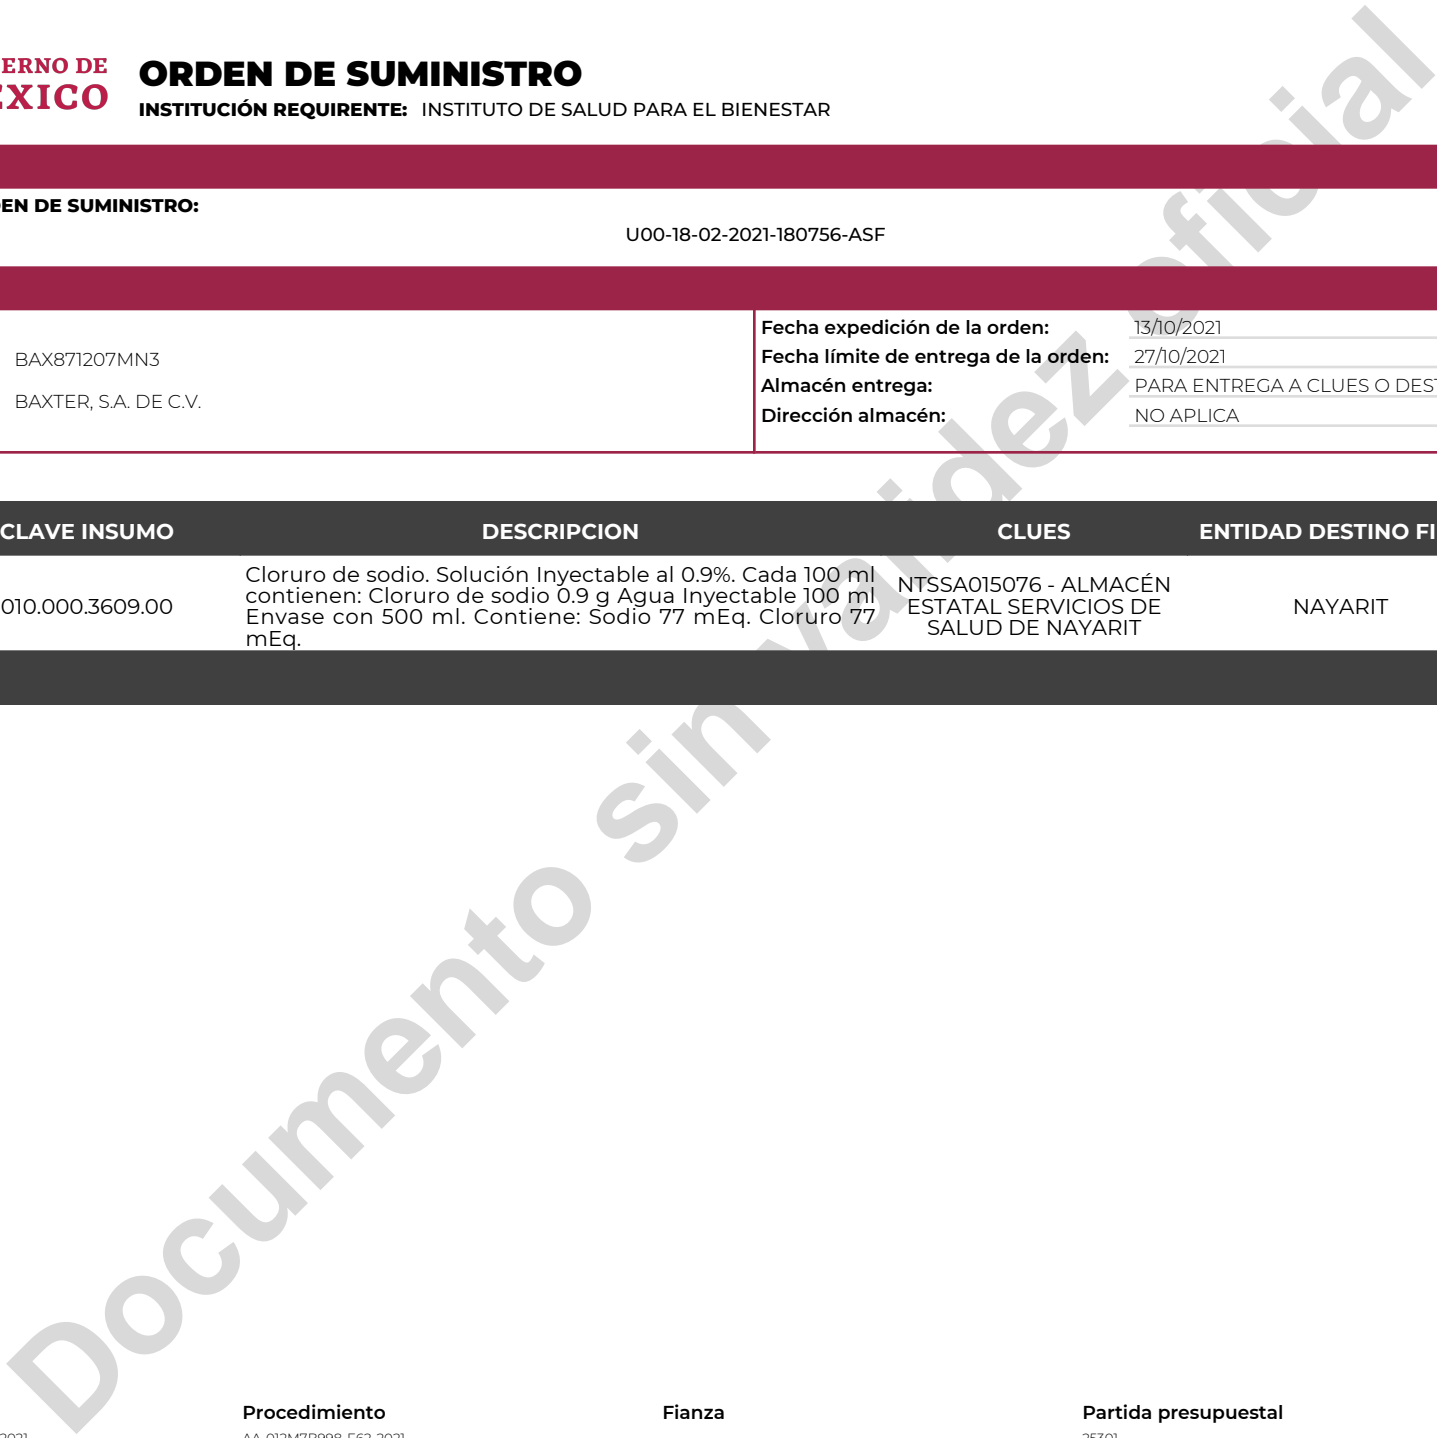 ERNO DE
EXICO
ORDEN DE SUMINISTRO
INSTITUCIÓN REQUIRENTE: INSTITUTO DE SALUD PARA EL BIENESTAR
EN DE SUMINISTRO:
U00-18-02-2021-180756-ASF
BAX871207MN3
BAXTER, S.A. DE C.V.
Fecha expedición de la orden: 13/10/2021
Fecha límite de entrega de la orden: 27/10/2021
Almacén entrega: PARA ENTREGA A CLUES O DEST
Dirección almacén: NO APLICA
CLAVE INSUMO DESCRIPCION CLUES ENTIDAD DESTINO FI
010.000.3609.00
Cloruro de sodio. Solución Inyectable al 0.9%. Cada 100 ml
contienen: Cloruro de sodio 0.9 g Agua Inyectable 100 ml
Envase con 500 ml. Contiene: Sodio 77 mEq. Cloruro 77
mEq.
NTSSA015076 - ALMACÉN
ESTATAL SERVICIOS DE
SALUD DE NAYARIT
NAYARIT
Documento sin validez oficial
Procedimiento Fianza Partida presupuestal